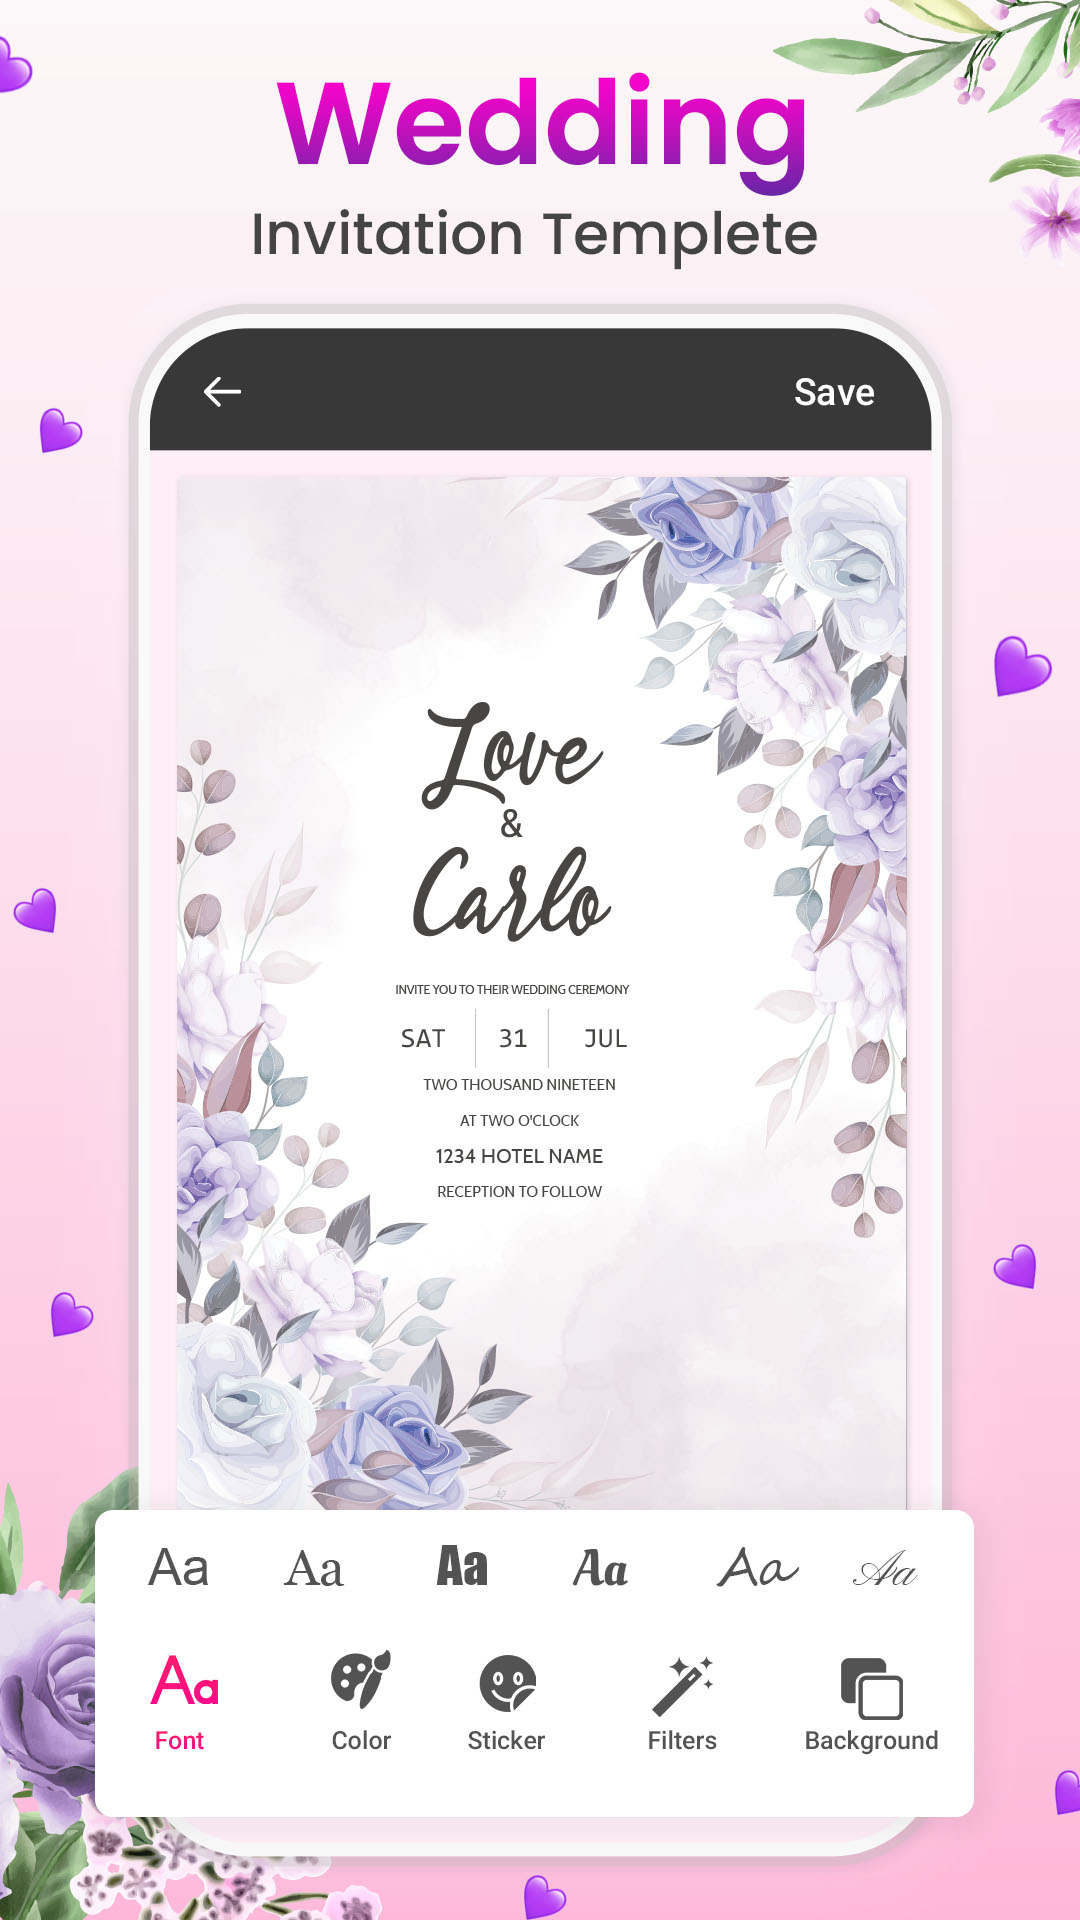 Wedding
Invitation Templete
Save
Love
&
Carlo
INVITE YOU TO THEIR WEDDING CEREMONY
SAT 31 JUL
TWO THOUSAND NINETEEN
AT TWO O'CLOCK
1234 HOTEL NAME
RECEPTION TO FOLLOW
Aa Aa Aa Aa Aa Aa
Aa
Font Color Sticker Filters Background